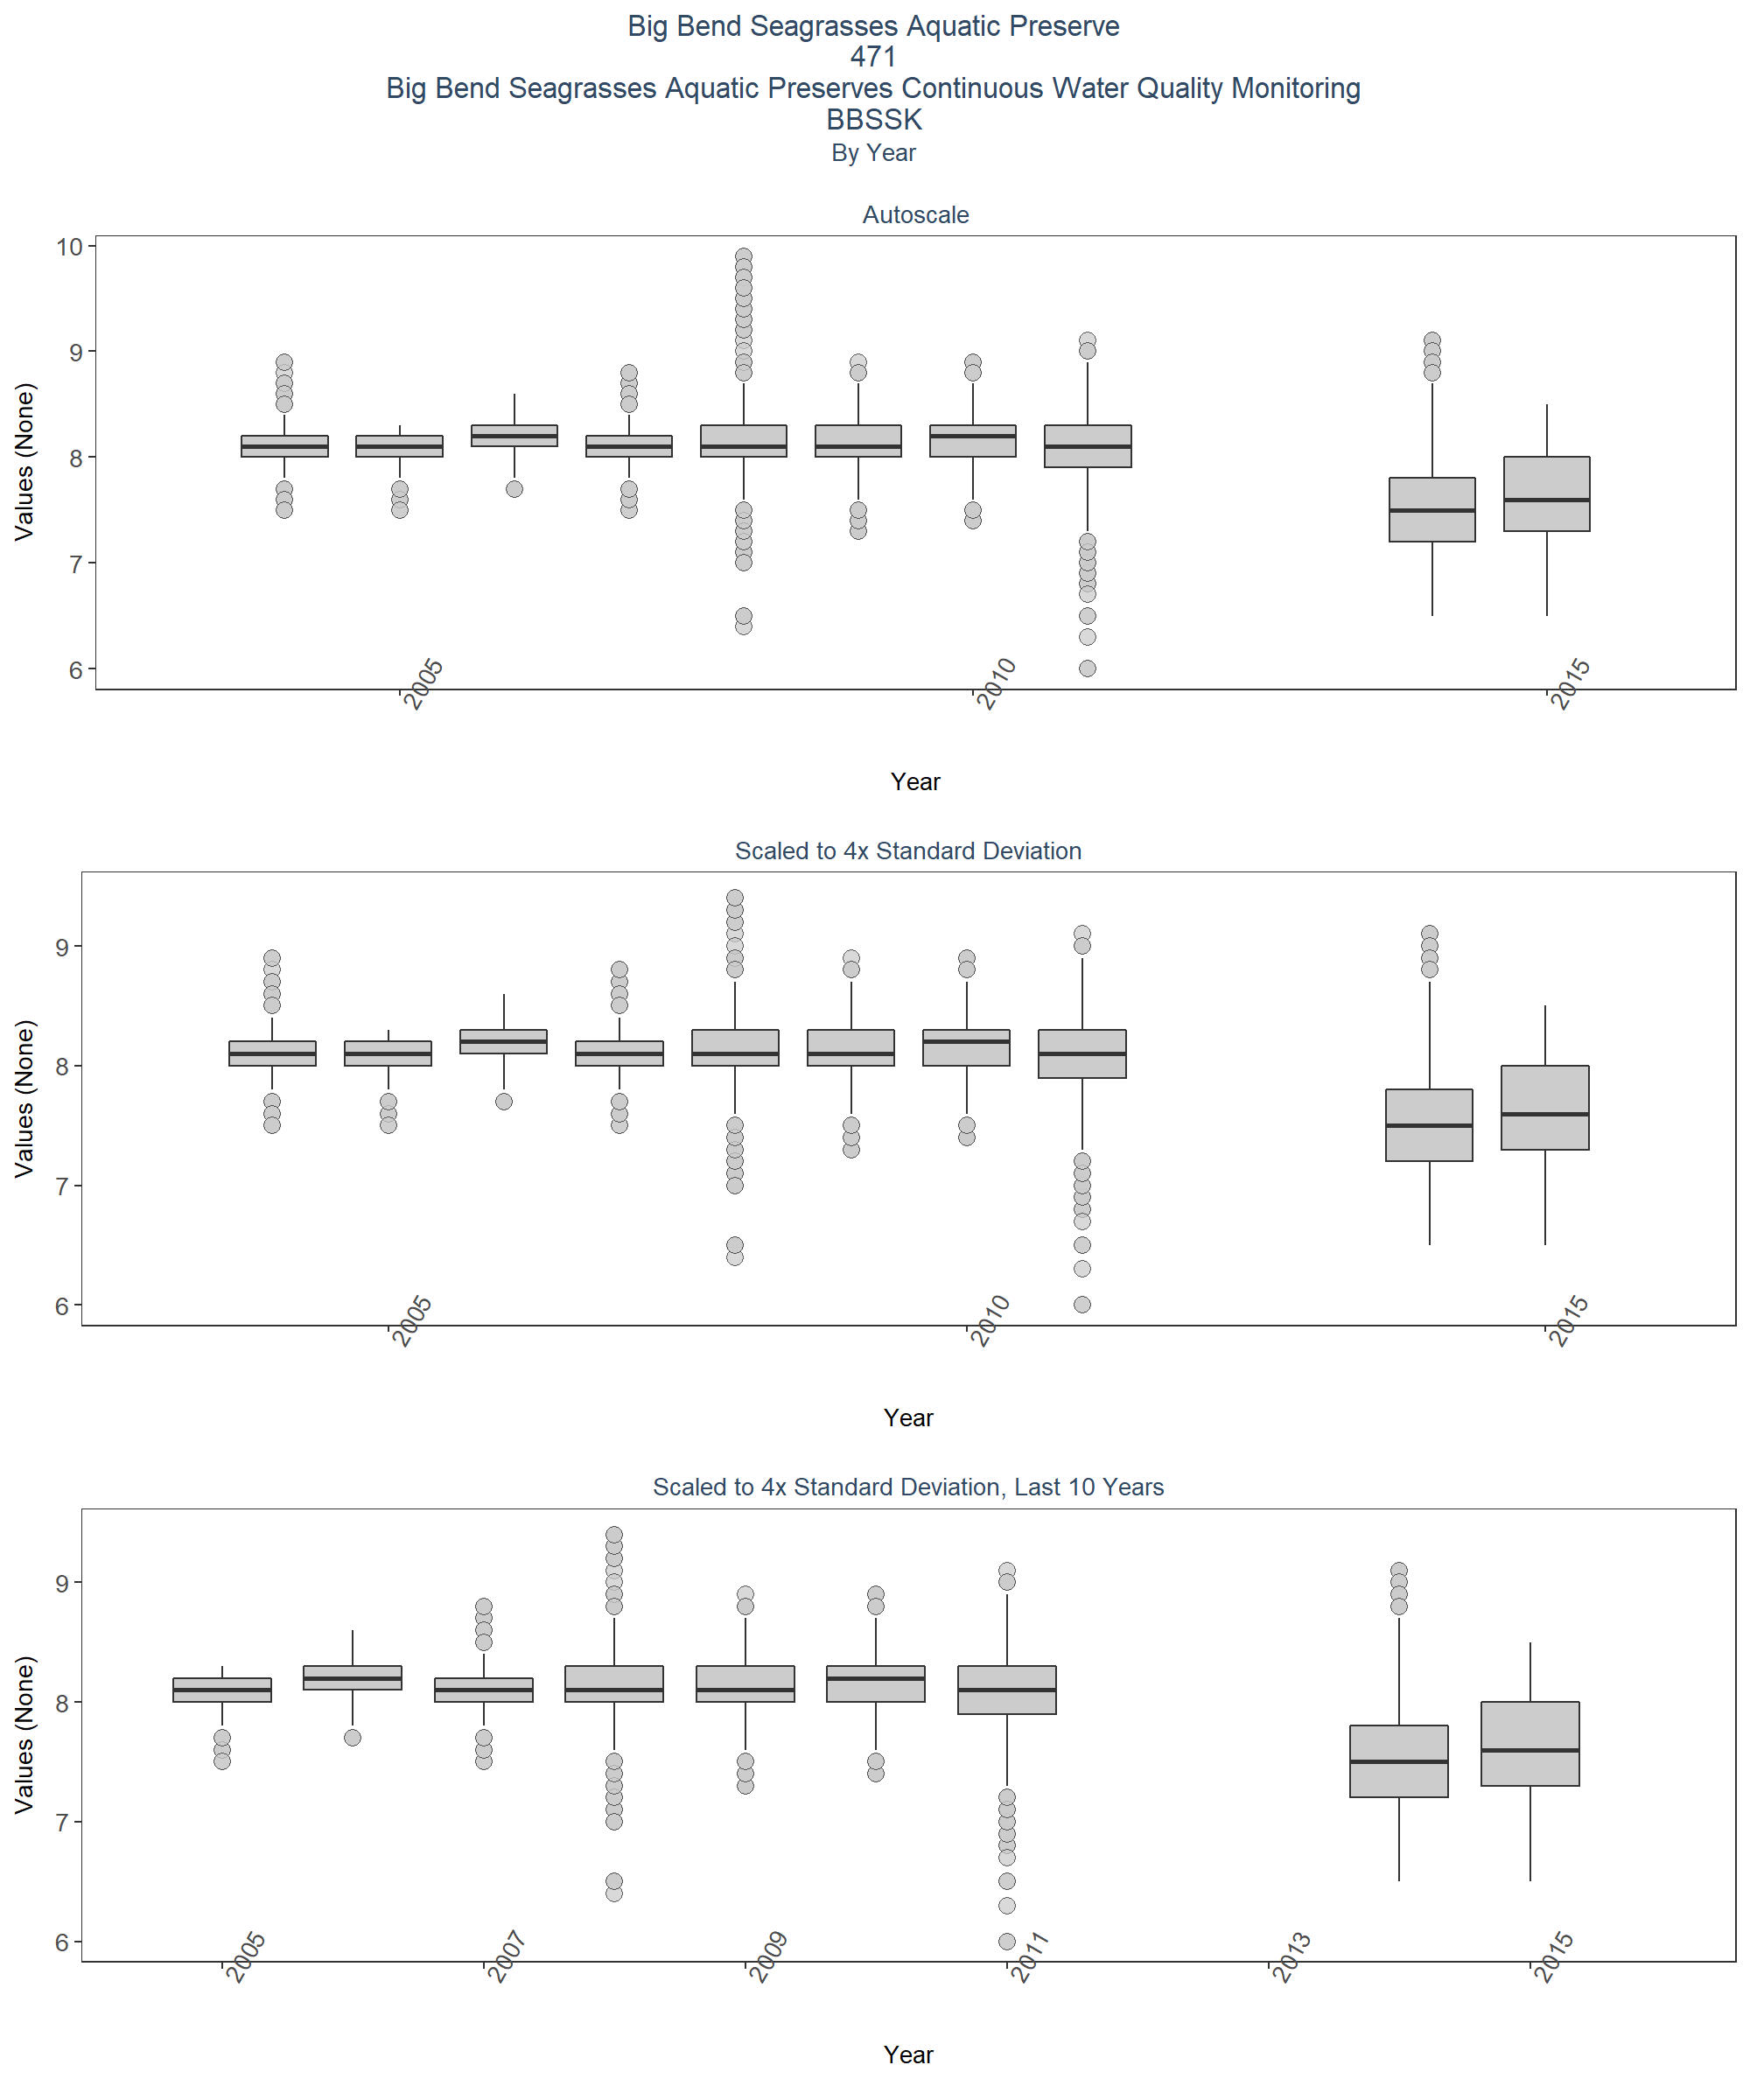 Big Bend Seagrasses Aquatic Preserve
471
Big Bend Seagrasses Aquatic Preserves Continuous Water Quality Monitoring
BBSSK
By Year
Autoscale
10
9
8
7
6
Values (None)
2005
2010
2015
Year
Scaled to 4x Standard Deviation
9
8
7
6
Values (None)
2005
2010
2015
Year
Scaled to 4x Standard Deviation, Last 10 Years
9
8
7
6
Values (None)
2005
2007
2009
2011
2013
2015
Year